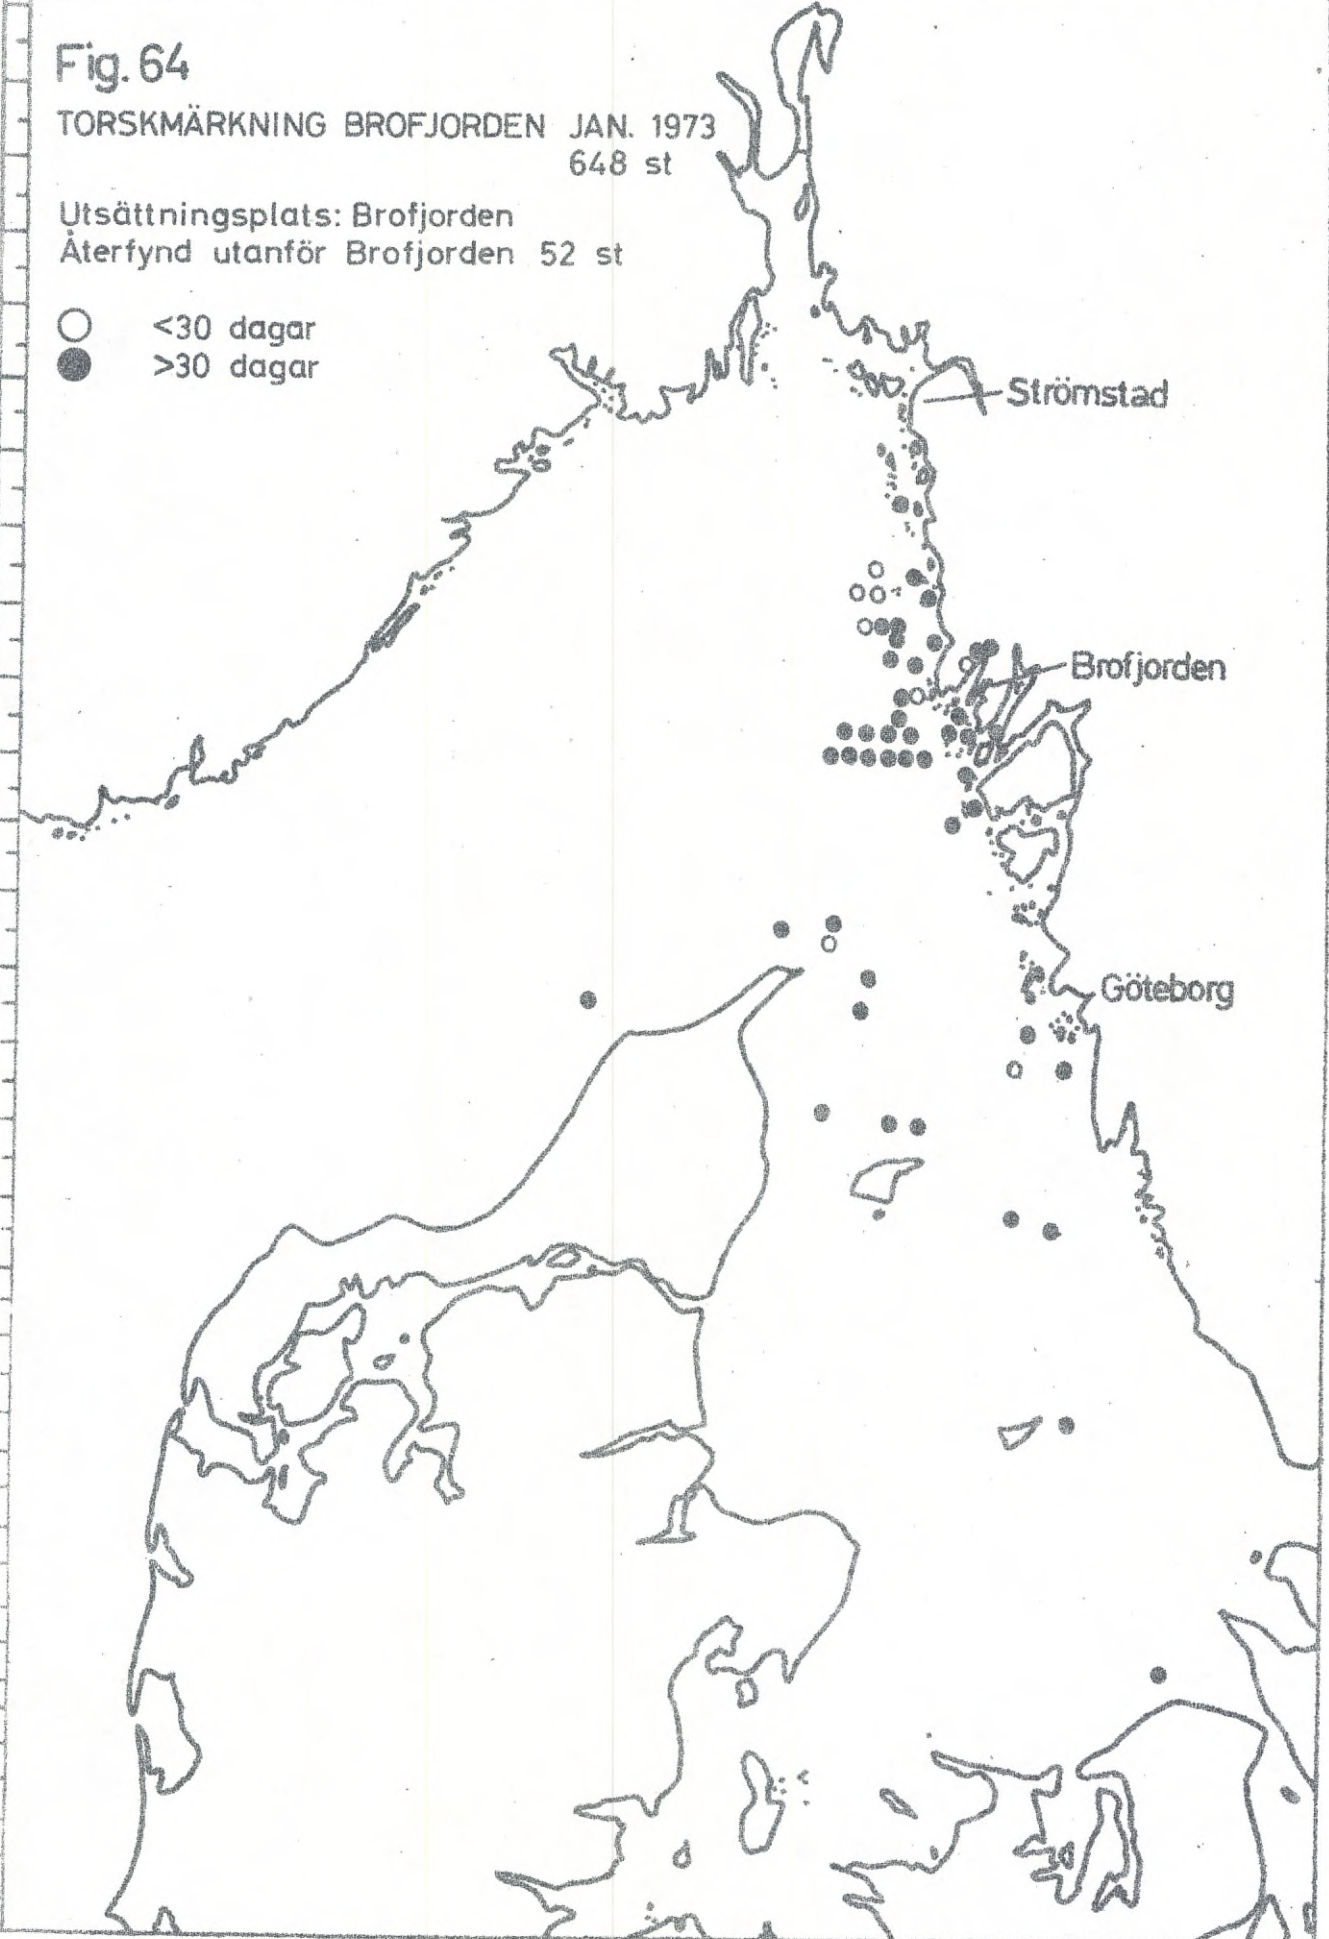 Fig. 64
TORSKMÄRKNING BROFJORDEN JAN. 1973
648 st
Utsättningsplats: Brofjorden
Återfynd utanför Brofjorden 52 st
<30 dagar
>30 dagar
Strömstad
Brofjorden
Göteborg